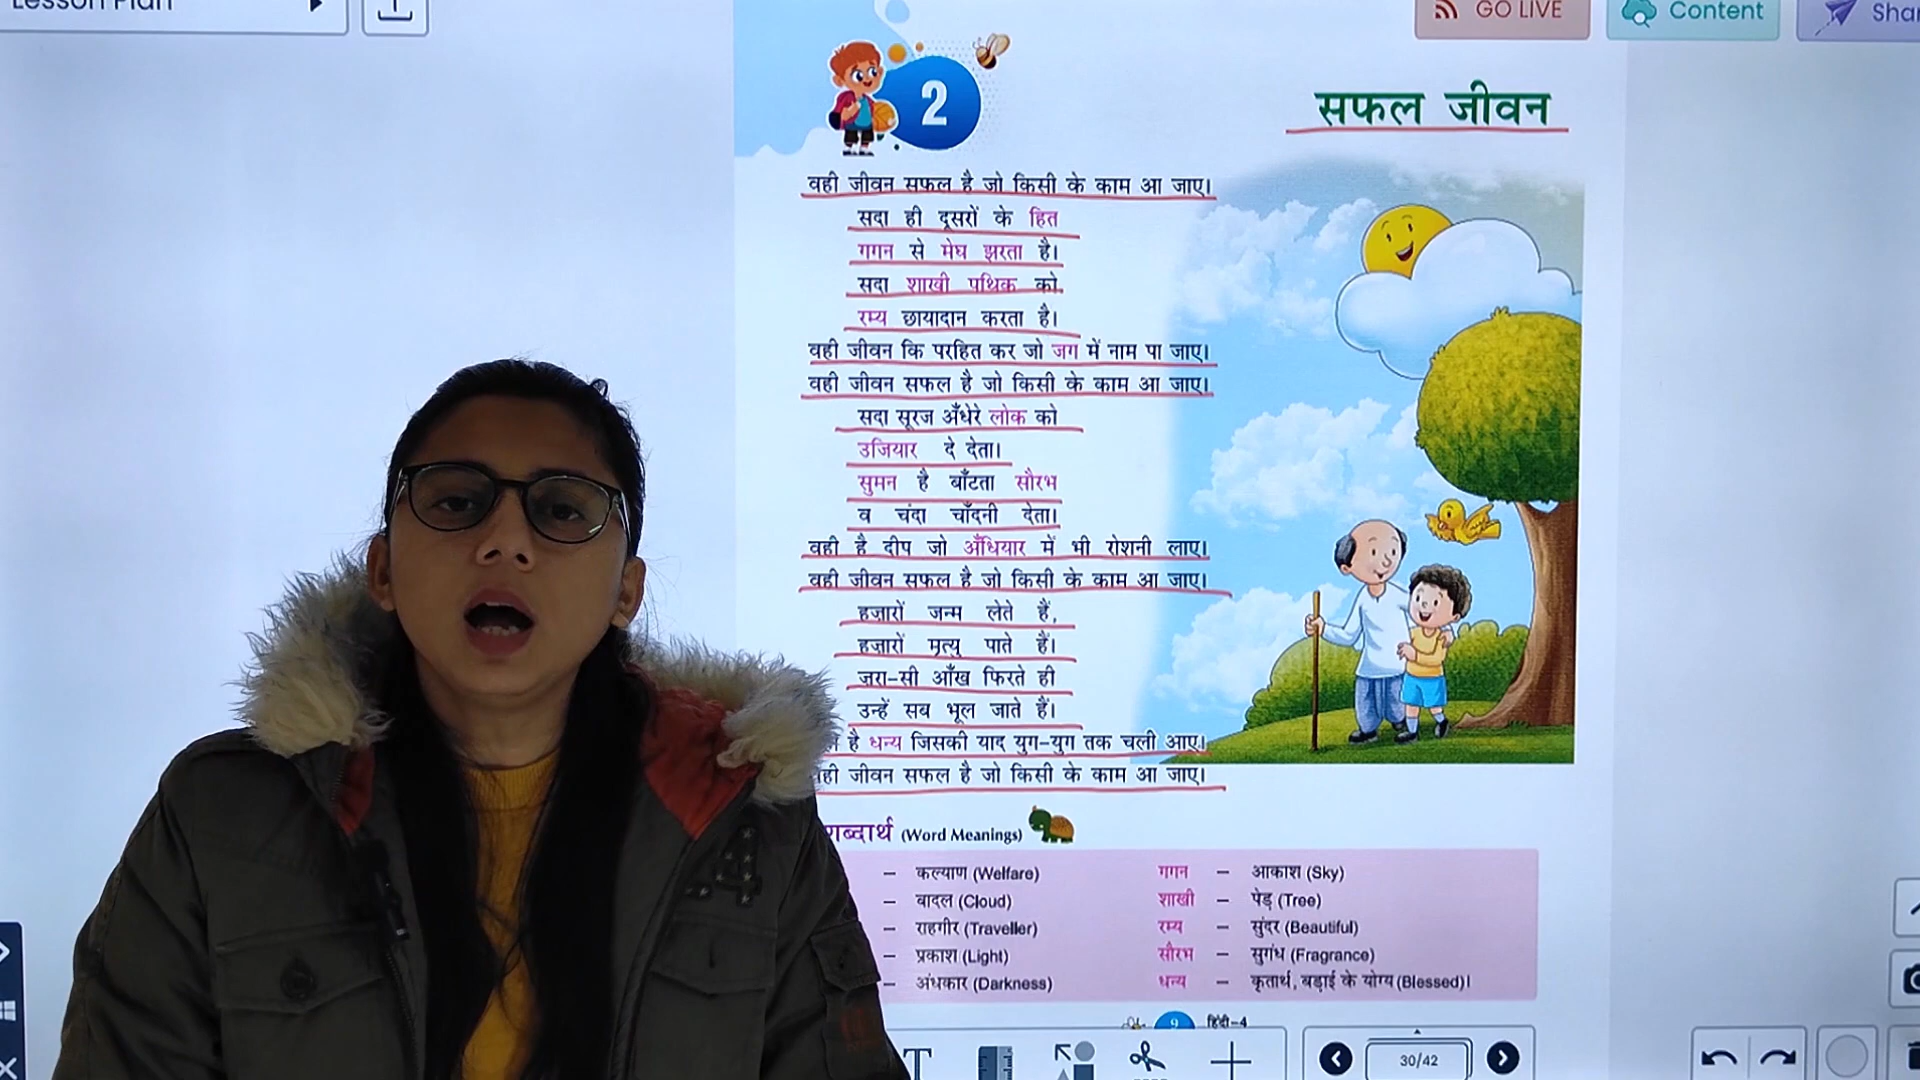 Lesson Plan
GO LIVE
Content
2
सफल जीवन
वही जीवन सफल है जो किसी के काम आ जाए।
सदा ही दूसरों के हित
गगन से मेघ झरता है।
सदा शाखी पथिक को
रम्य छायादान करता है।
वही जीवन कि परहित कर जो जग में नाम पा जाए।
वही जीवन सफल है जो किसी के काम आ जाए।
सदा सूरज अँधेरे लोक को
उजियार दे देता।
सुमन है बाँटता सौरभ
व चंदा चाँदनी देता।
वही है दीप जो अँधियार में भी रोशनी लाए।
वही जीवन सफल है जो किसी के काम आ जाए।
हज़ारों जन्म लेते हैं,
हज़ारों मृत्यु पाते हैं।
ज़रा-सी आँख फिरते ही
उन्हें सब भूल जाते हैं।
है धन्य जिसकी याद युग-युग तक चली आए।
जीवन सफल है जो किसी के काम आ जाए।
(Word Meanings)
– कल्याण (Welfare) गगन – आकाश (Sky)
– बादल (Cloud) शाखी – पेड़ (Tree)
– राहगीर (Traveller) रम्य – सुंदर (Beautiful)
– प्रकाश (Light) सौरभ – सुगंध (Fragrance)
– अंधकार (Darkness) धन्य – कृतार्थ, बड़ाई के योग्य (Blessed)।
9 हिंदी-4
T
30/42
4